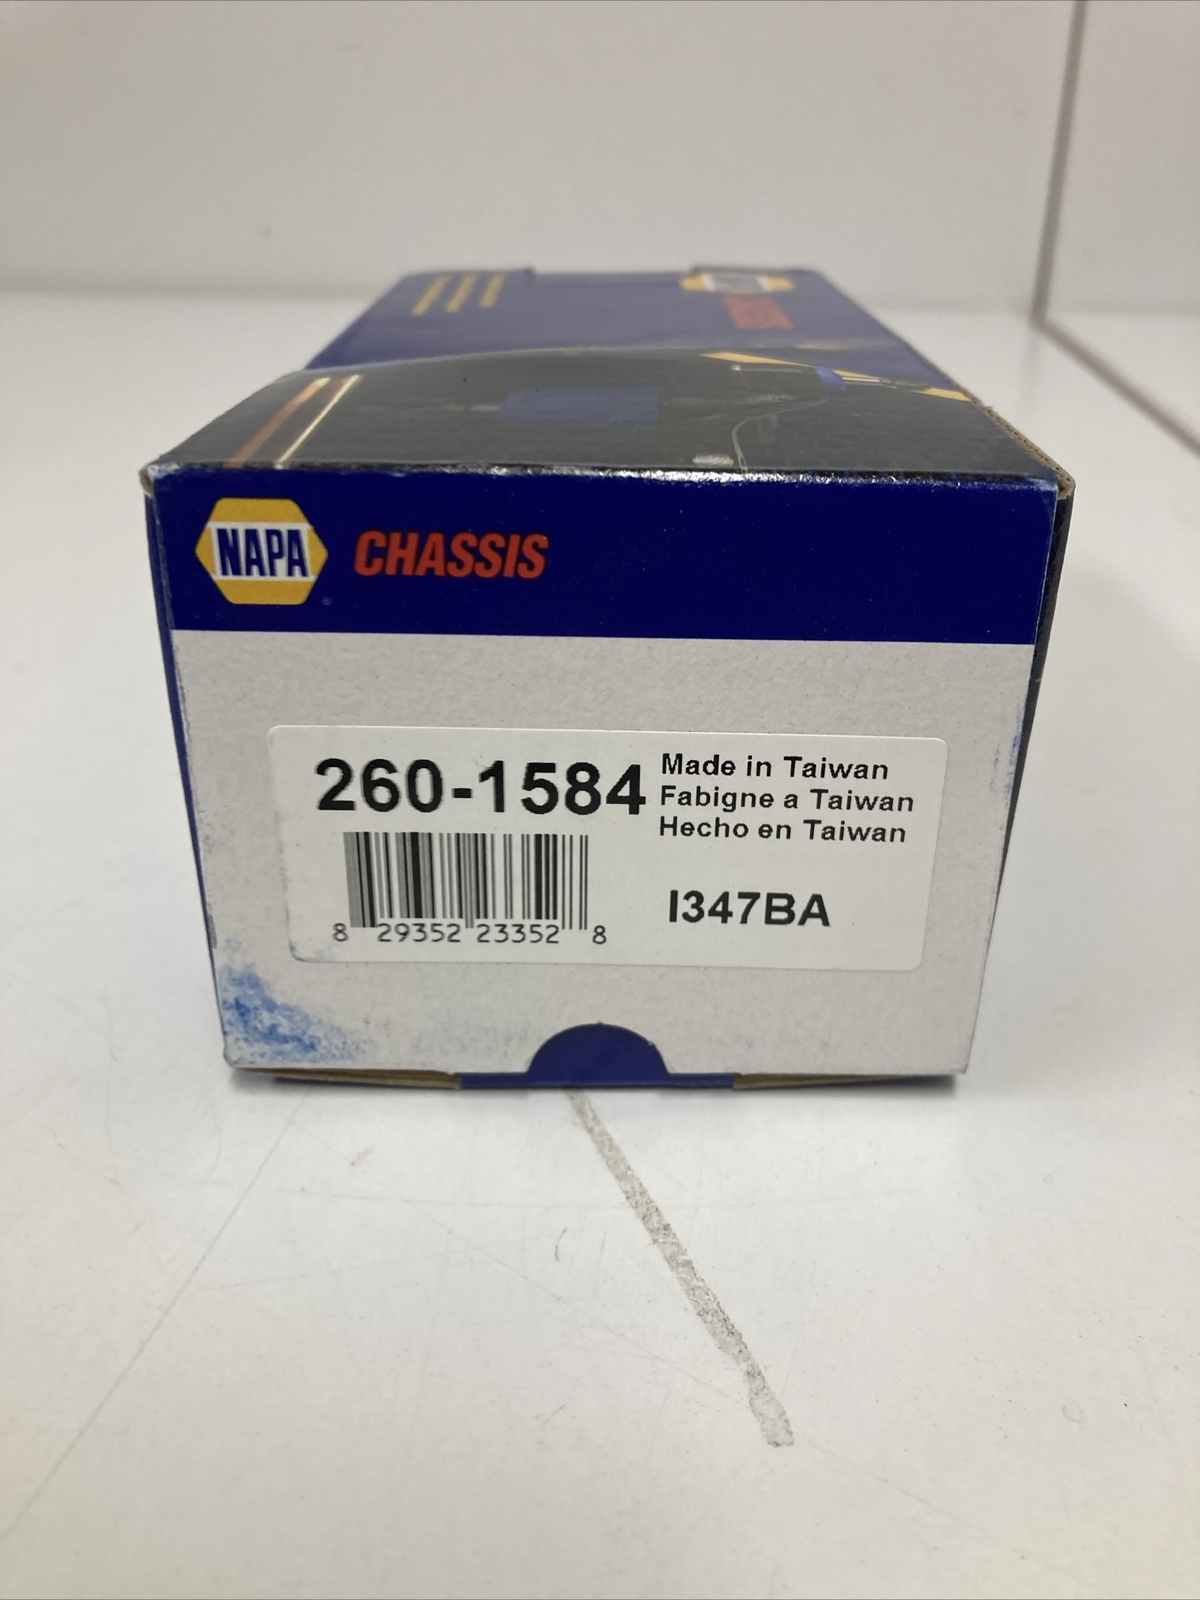 NAPA CHASSIS
260-1584
Made in Taiwan
Fabigne a Taiwan
Hecho en Taiwan
I347BA
8 29352 23352 8